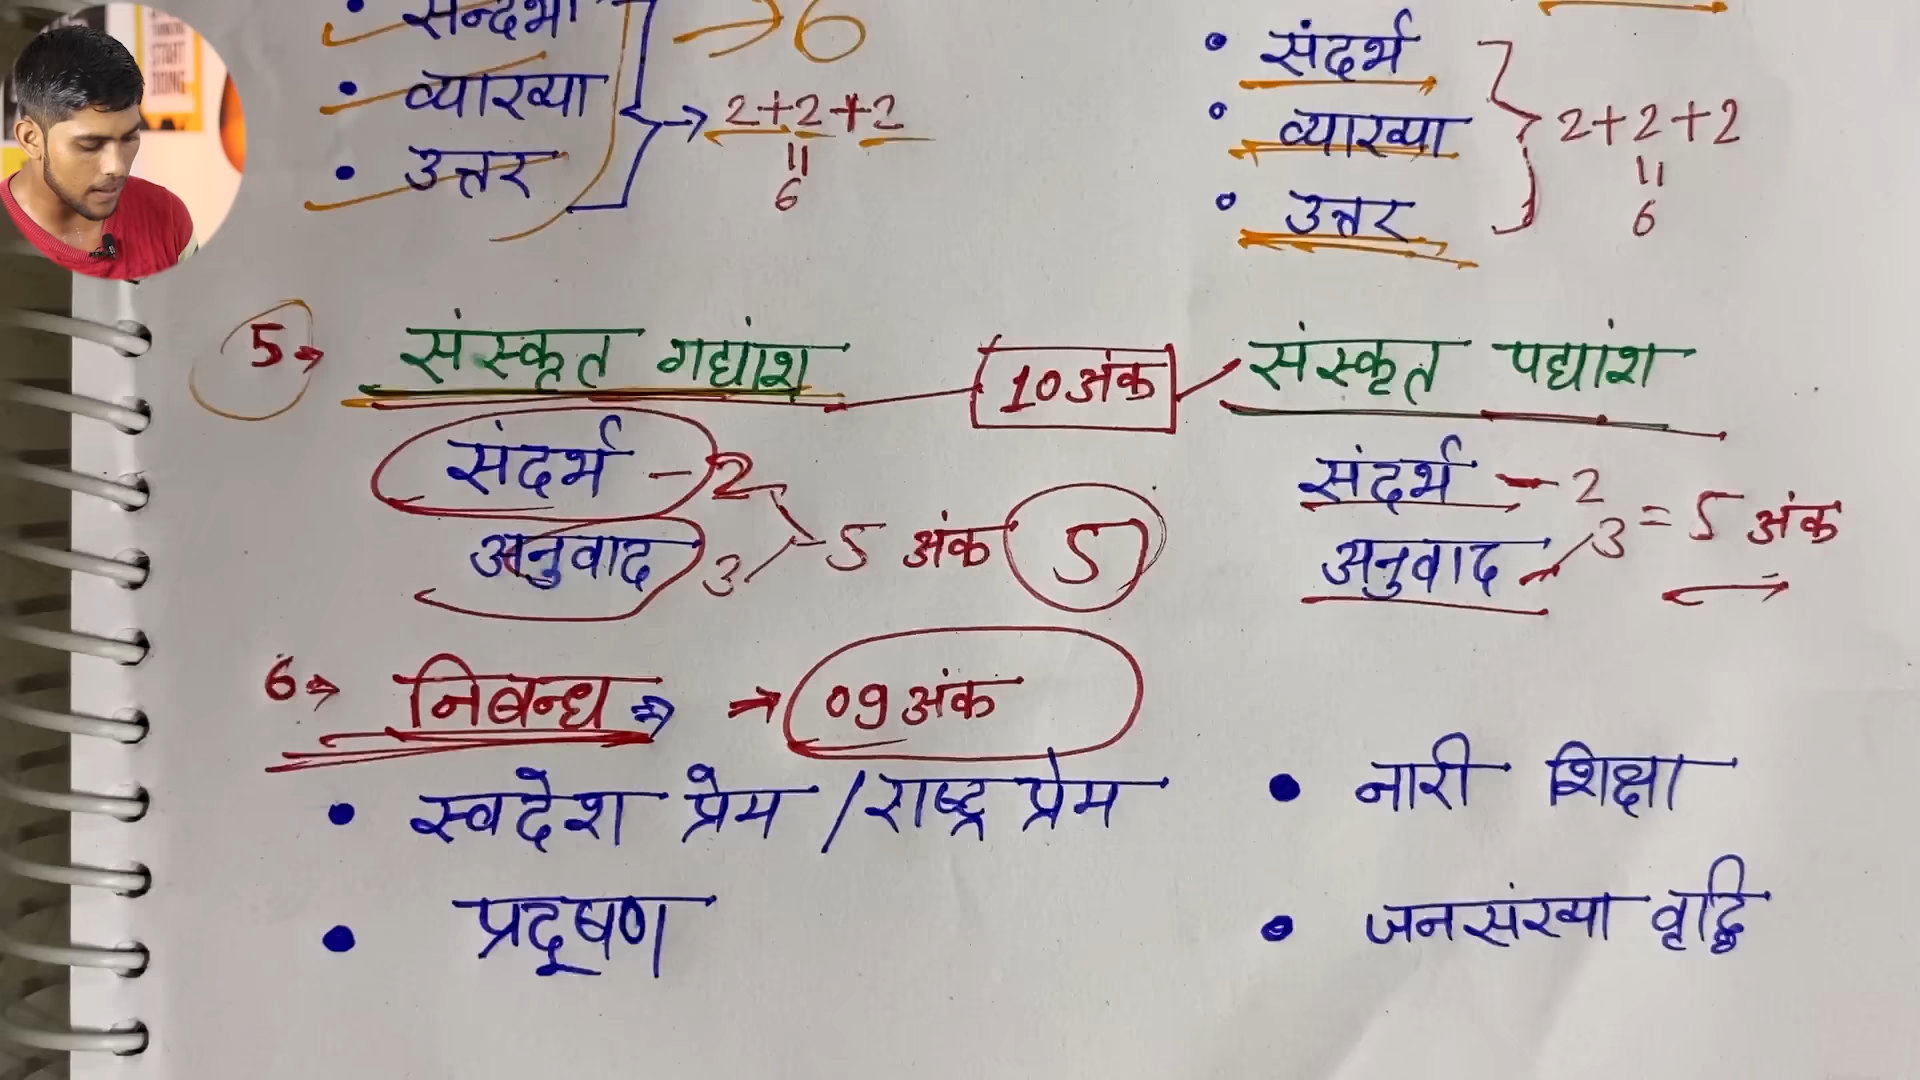 सन्दर्भ
→ 6
व्याख्या
→ 2+2+2
उत्तर
॥
6
संदर्भ
व्याख्या
2+2+2
॥
6
उत्तर
5→ संस्कृत गद्यांश 10 अंक संस्कृत पद्यांश
संदर्भ - 2
अनुवाद 3
5 अंक 5
संदर्भ - 2
अनुवाद 3
= 5 अंक
6→ निबन्ध → → 09 अंक
• स्वदेश प्रेम / राष्ट्र प्रेम
• नारी शिक्षा
• प्रदूषण
• जनसंख्या वृद्धि
START
DOING